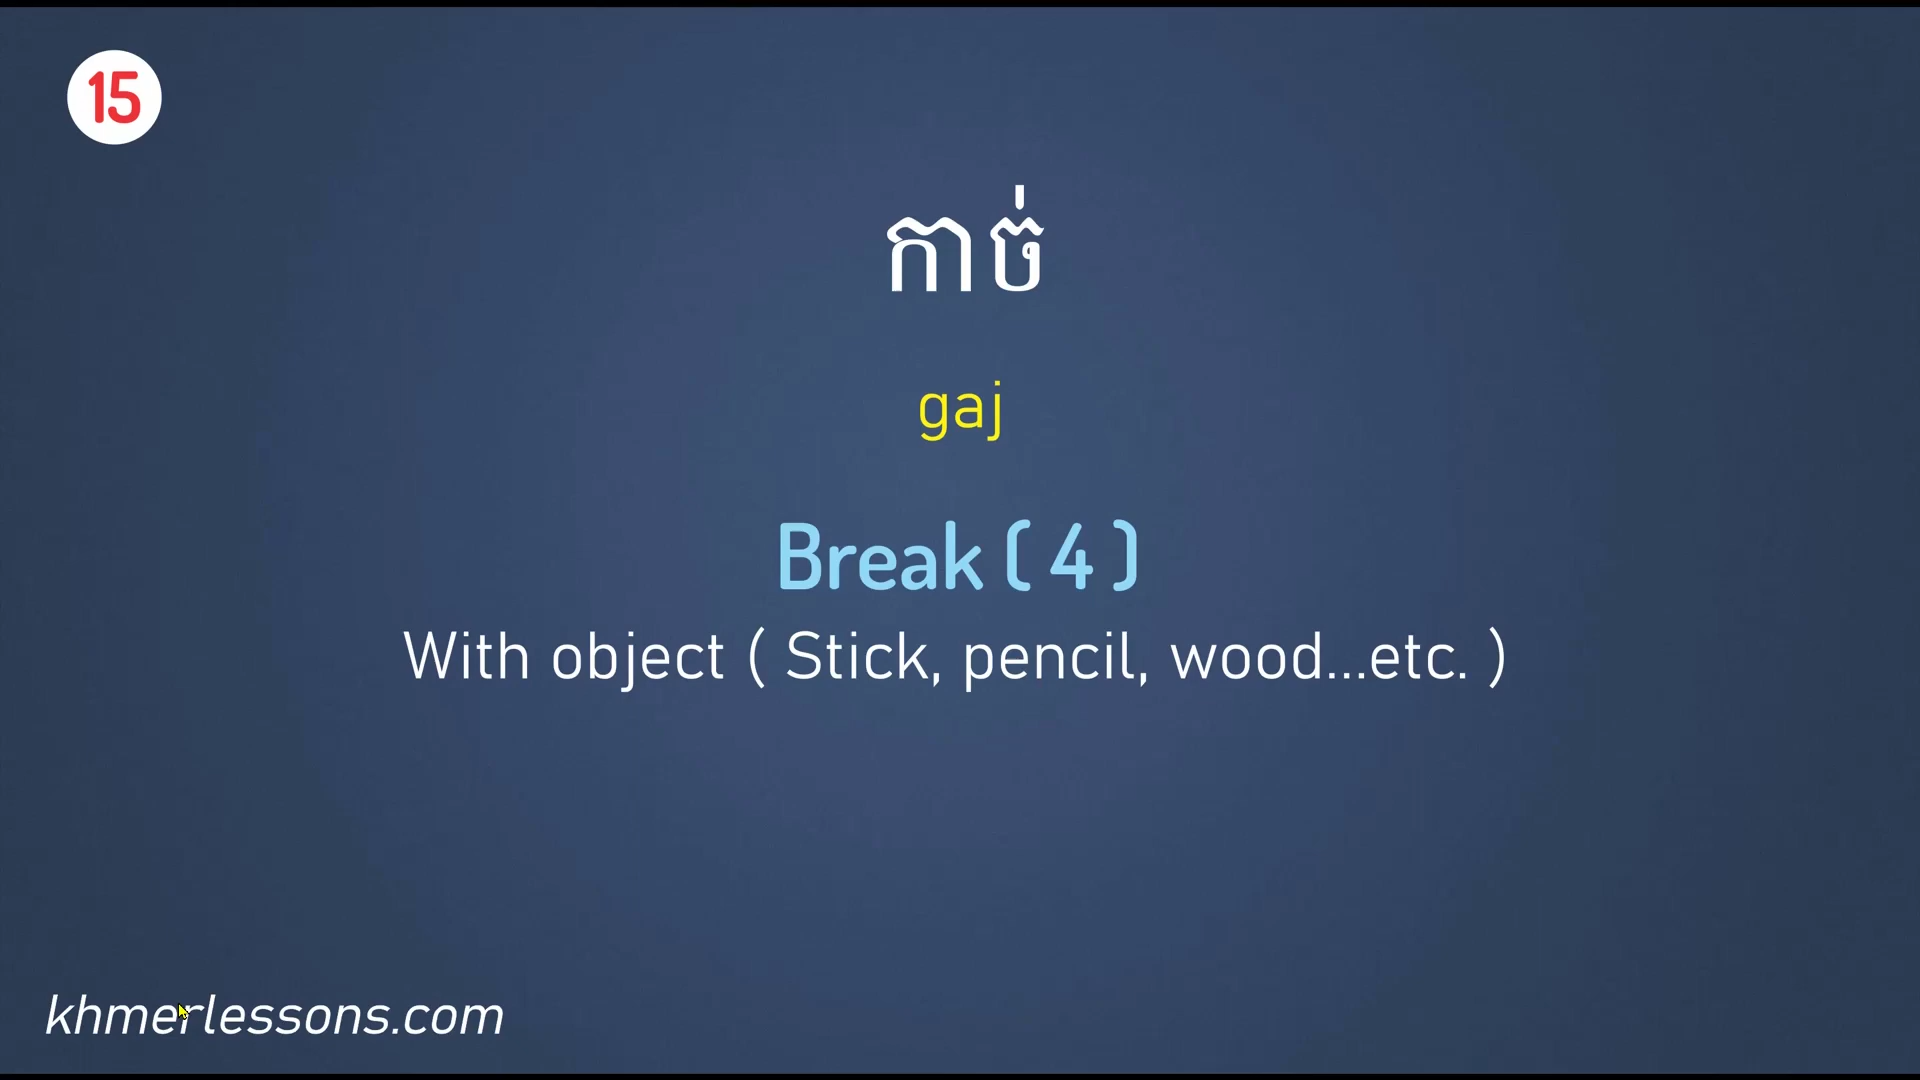 15
កាច់
gaj
Break ( 4 )
With object ( Stick, pencil, wood...etc. )
khmerlessons.com